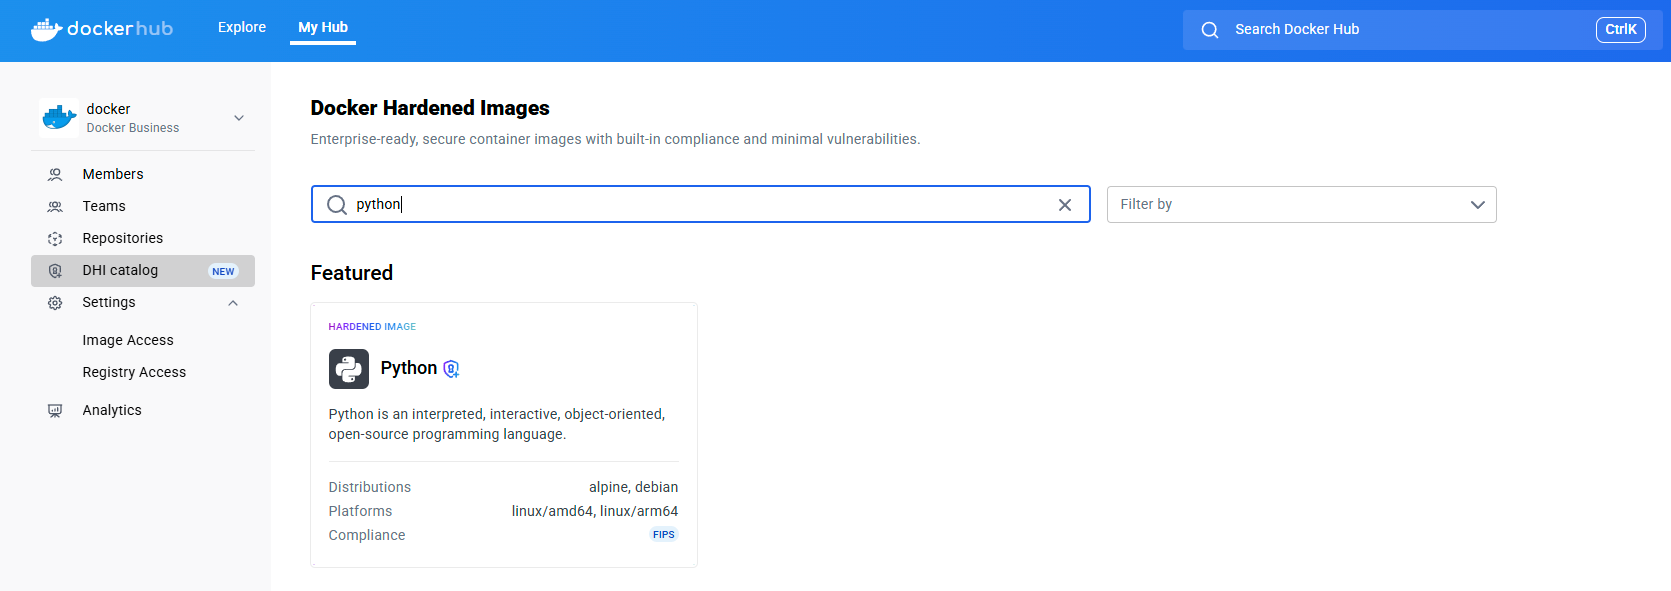 dockerhub
Explore
My Hub
Search Docker Hub
CtrlK
docker
Docker Business
Members
Teams
Repositories
DHI catalog NEW
Settings
Image Access
Registry Access
Analytics
Docker Hardened Images
Enterprise-ready, secure container images with built-in compliance and minimal vulnerabilities.
python
Filter by
Featured
HARDENED IMAGE
Python
Python is an interpreted, interactive, object-oriented,
open-source programming language.
Distributions alpine, debian
Platforms linux/amd64, linux/arm64
Compliance FIPS